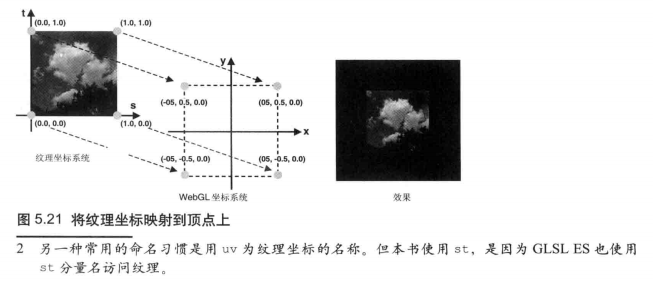 t
(0.0, 1.0) (1.0, 1.0)
y
(-05, 0.5, 0.0) (05, 0.5, 0.0)
s
(0.0, 0.0) (1.0, 0.0)
x
纹理坐标系统
(-05, -0.5, 0.0) (05, -0.5, 0.0)
WebGL 坐标系统
效果
图 5.21 将纹理坐标映射到顶点上
2 另一种常用的命名习惯是用 uv 为纹理坐标的名称。但本书使用 st，是因为 GLSL ES 也使用
st 分量名访问纹理。